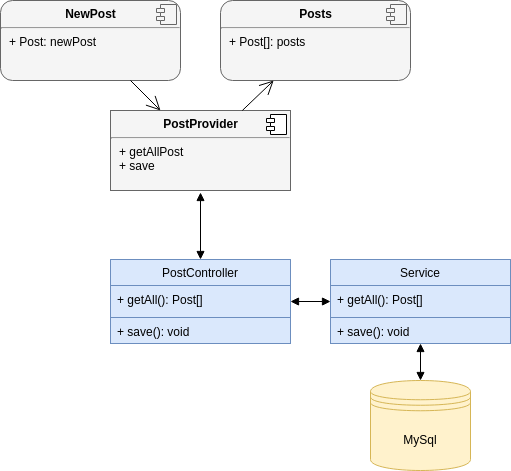 NewPost
+ Post: newPost
Posts
+ Post[]: posts
PostProvider
+ getAllPost
+ save
PostController
+ getAll(): Post[]
+ save(): void
Service
+ getAll(): Post[]
+ save(): void
MySql